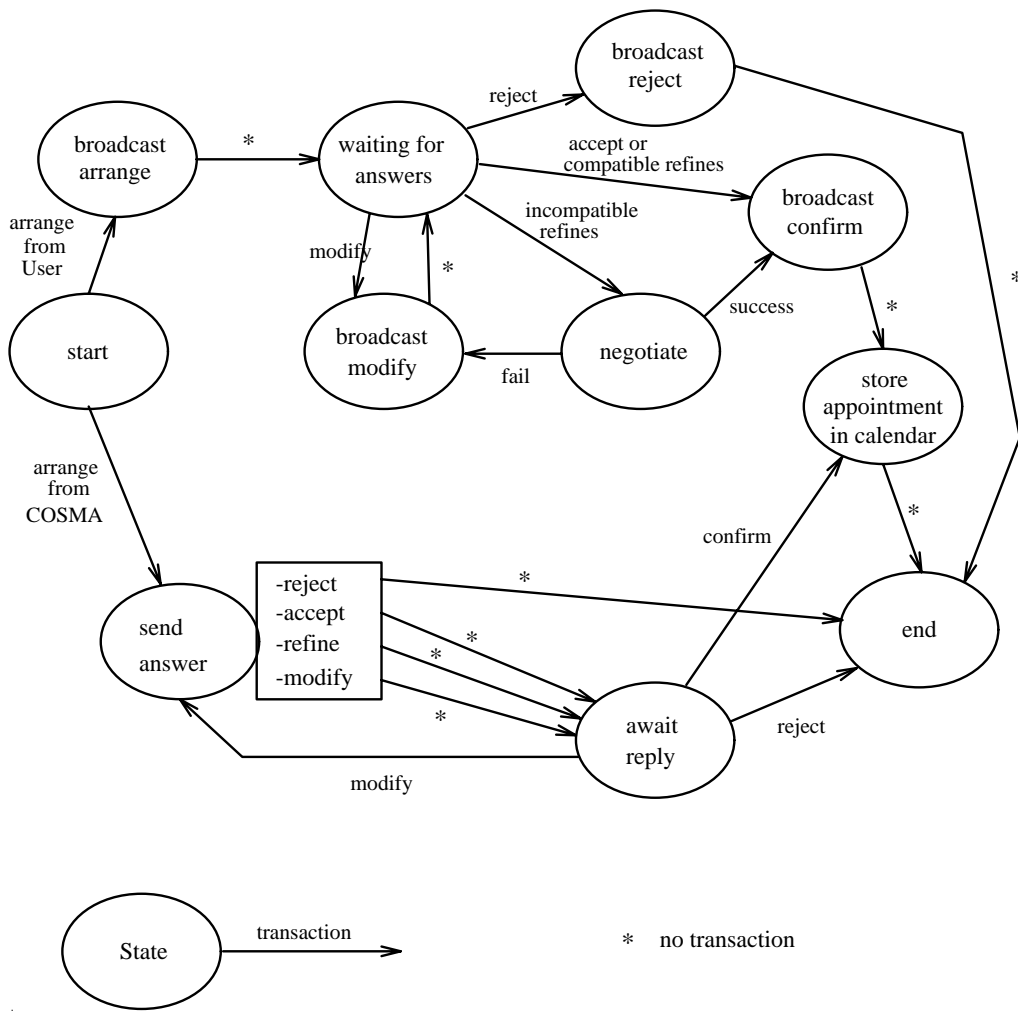 broadcast
reject
reject
broadcast
arrange
*
waiting for
answers
accept or
compatible refines
broadcast
confirm
arrange
from
User
incompatible
refines
modify
*
*
*
success
start
broadcast
modify
fail
negotiate
store
appointment
in calendar
arrange
from
COSMA
*
confirm
send
answer
-reject
-accept
-refine
-modify
*
*
*
*
end
await
reply
reject
modify
State
transaction
* no transaction